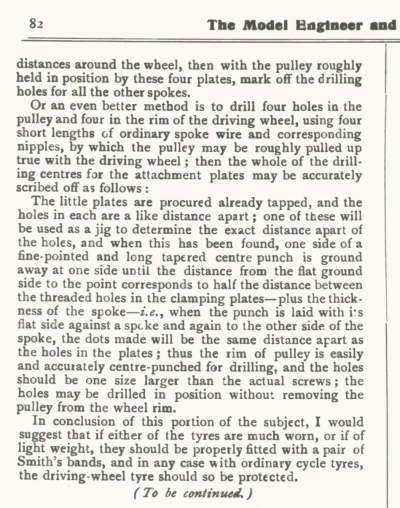 82
The Model Engineer and
distances around the wheel, then with the pulley roughly
held in position by these four plates, mark off the drilling
holes for all the other spokes.
Or an even better method is to drill four holes in the
pulley and four in the rim of the driving wheel, using four
short lengths of ordinary spoke wire and corresponding
nipples, by which the pulley may be roughly pulled up
true with the driving wheel ; then the whole of the drill-
ing centres for the attachment plates may be accurately
scribed off as follows :
The little plates are procured already tapped, and the
holes in each are a like distance apart ; one of these will
be used as a jig to determine the exact distance apart of
the holes, and when this has been found, one side of a
fine-pointed and long tapered centre punch is ground
away at one side until the distance from the flat ground
side to the point corresponds to half the distance between
the threaded holes in the clamping plates—plus the thick-
ness of the spoke—i.e., when the punch is laid with its
flat side against a spoke and again to the other side of the
spoke, the dots made will be the same distance apart as
the holes in the plates ; thus the rim of pulley is easily
and accurately centre-punched for drilling, and the holes
should be one size larger than the actual screws ; the
holes may be drilled in position without removing the
pulley from the wheel rim.
In conclusion of this portion of the subject, I would
suggest that if either of the tyres are much worn, or if of
light weight, they should be properly fitted with a pair of
Smith's bands, and in any case with ordinary cycle tyres,
the driving-wheel tyre should so be protected.
(To be continued.)